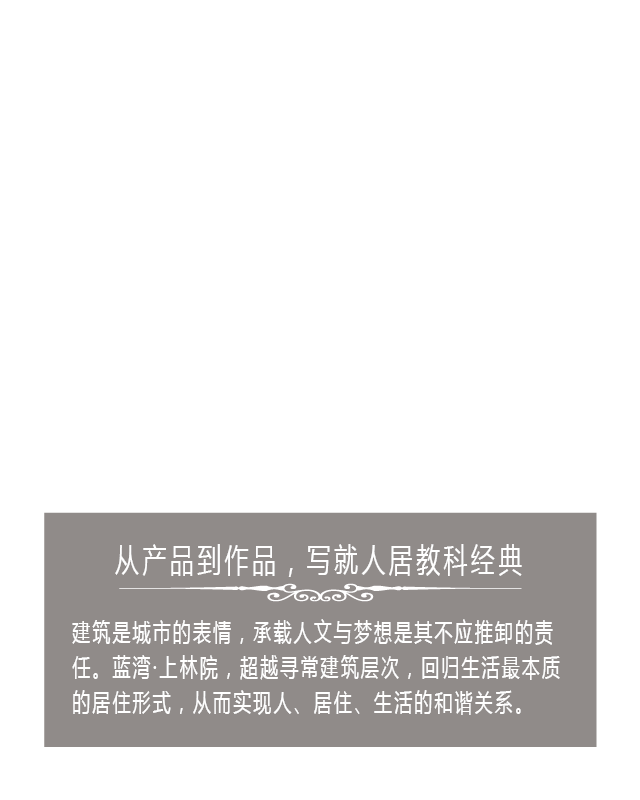 从产品到作品，写就人居教科经典
建筑是城市的表情，承载人文与梦想是其不应推卸的责
任。蓝湾·上林院，超越寻常建筑层次，回归生活最本质
的居住形式，从而实现人、居住、生活的和谐关系。